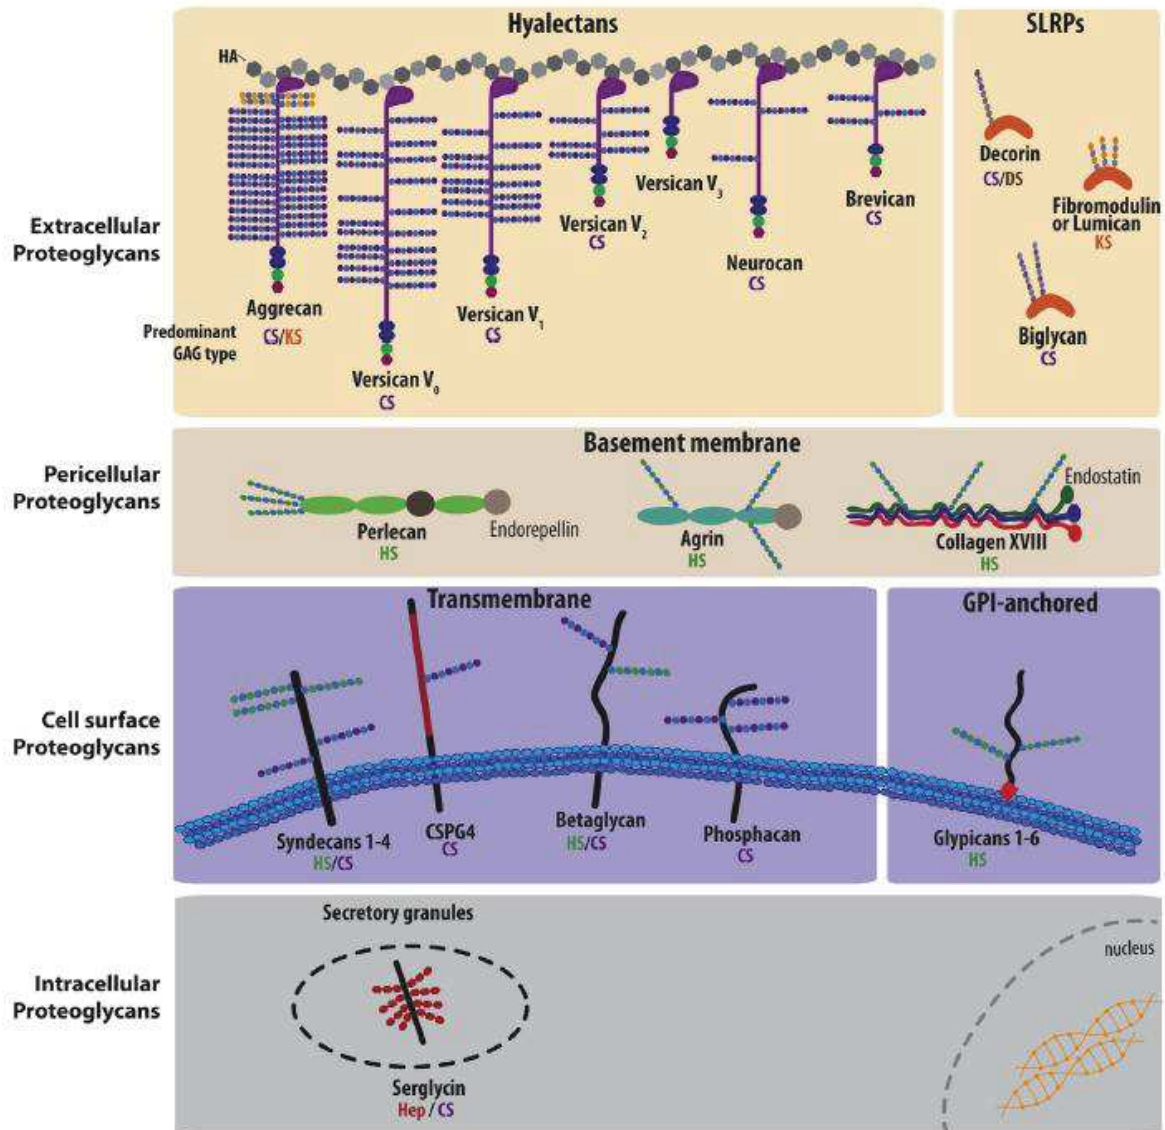 Hyalectans
SLRPs
HA
Extracellular
Proteoglycans
Predominant
GAG type
Aggrecan
CS/KS
Versican V0
CS
Versican V1
CS
Versican V2
CS
Versican V3
Neurocan
CS
Brevican
CS
Decorin
CS/DS
Fibromodulin
or Lumican
KS
Biglycan
CS
Pericellular
Proteoglycans
Basement membrane
Perlecan
HS
Endorepellin
Agrin
HS
Endostatin
Collagen XVIII
HS
Cell surface
Proteoglycans
Transmembrane
GPI-anchored
Syndecans 1-4
HS/CS
CSPG4
CS
Betaglycan
HS/CS
Phosphacan
CS
Glypicans 1-6
HS
Intracellular
Proteoglycans
Secretory granules
nucleus
Serglycin
Hep / CS